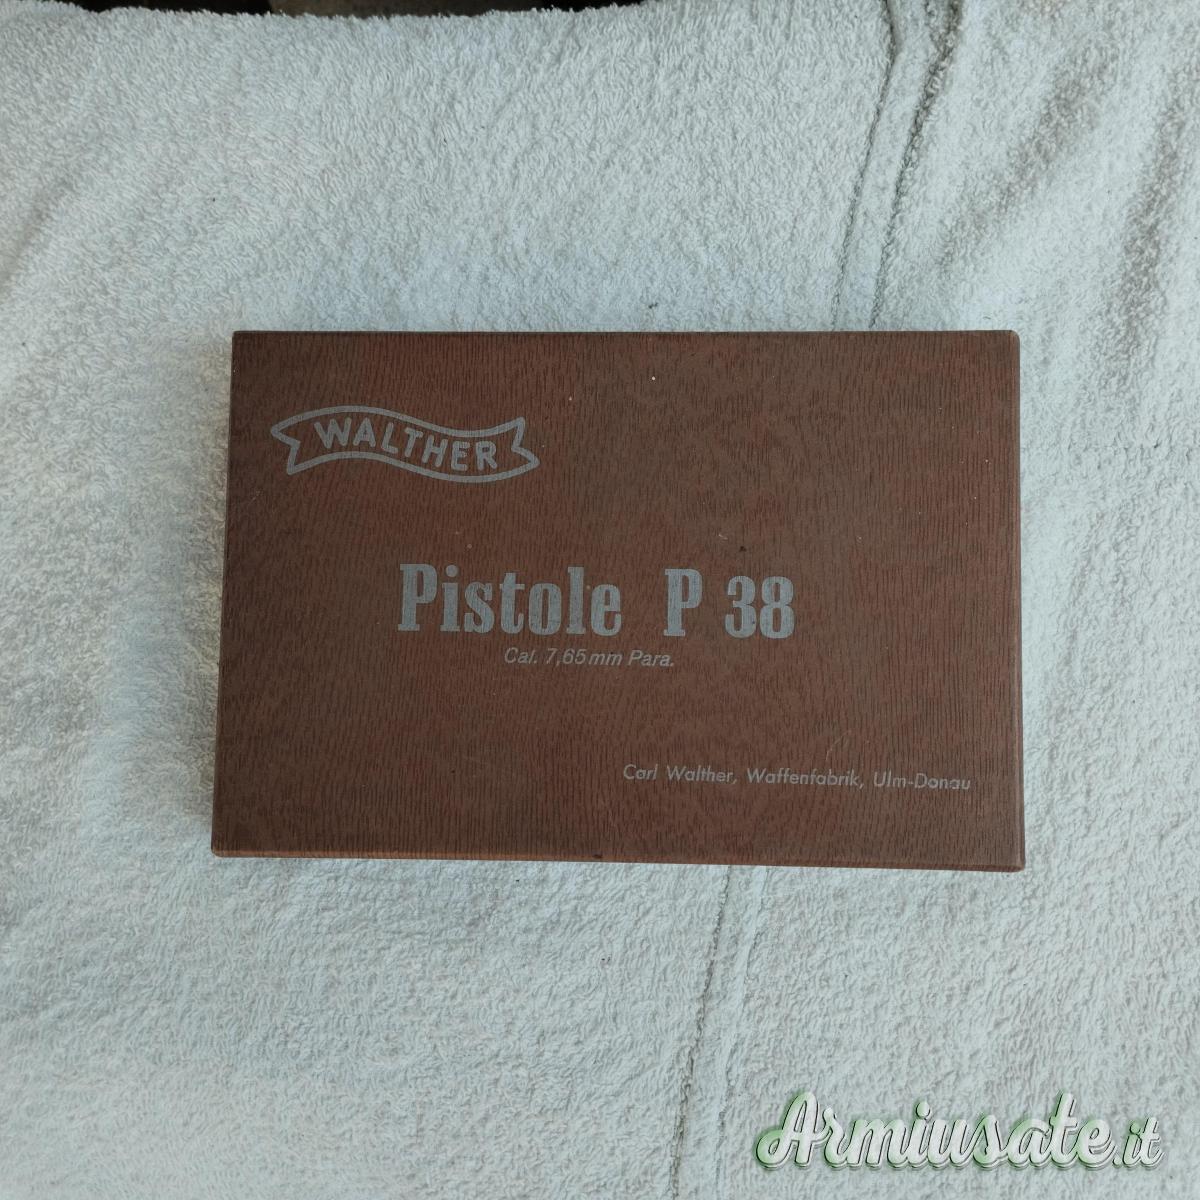 WALTHER
Pistole P 38
Cal. 7,65 mm Para.
Carl Walther, Waffenfabrik, Ulm-Donau
Armiusate.it